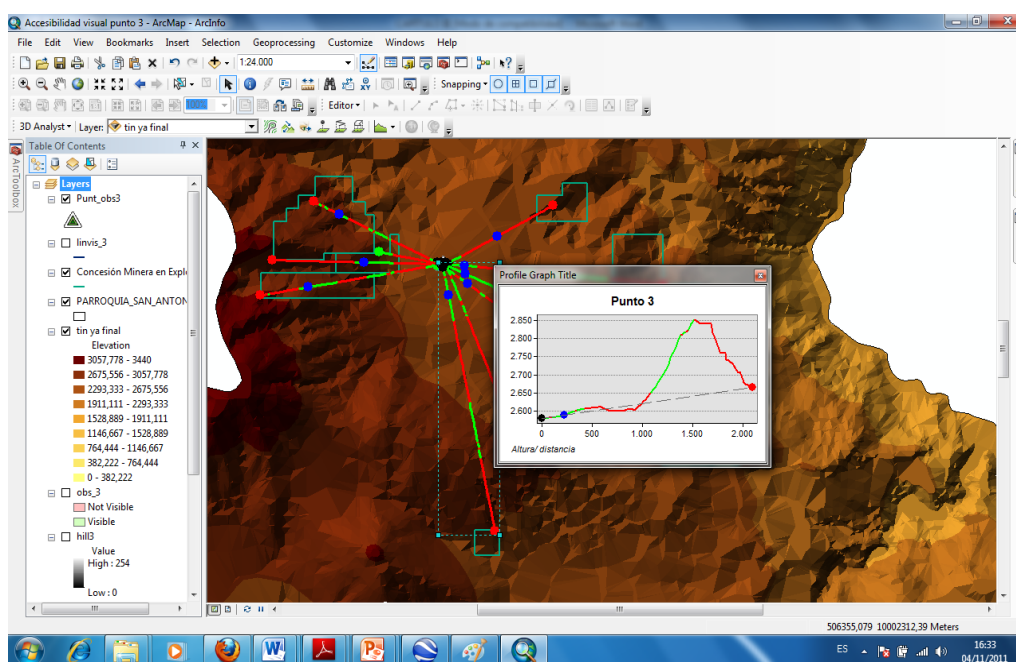 Accesibilidad visual punto 3 - ArcMap - ArcInfo
File Edit View Bookmarks Insert Selection Geoprocessing Customize Windows Help
1:24.000
Snapping
100%
Editor
3D Analyst Layer: tin ya final
Table Of Contents
ArcToolbox
Layers
Punt_obs3
linvis_3
Concesión Minera en Expl
PARROQUIA_SAN_ANTON
tin ya final
Elevation
3057,778 - 3440
2675,556 - 3057,778
2293,333 - 2675,556
1911,111 - 2293,333
1528,889 - 1911,111
1146,667 - 1528,889
764,444 - 1146,667
382,222 - 764,444
0 - 382,222
obs_3
Not Visible
Visible
hill3
Value
High : 254
Low : 0
Profile Graph Title
Punto 3
2.850
2.800
2.750
2.700
2.650
2.600
0 500 1.000 1.500 2.000
Altura/ distancia
506355,079 10002312,39 Meters
ES
16:33
04/11/2011